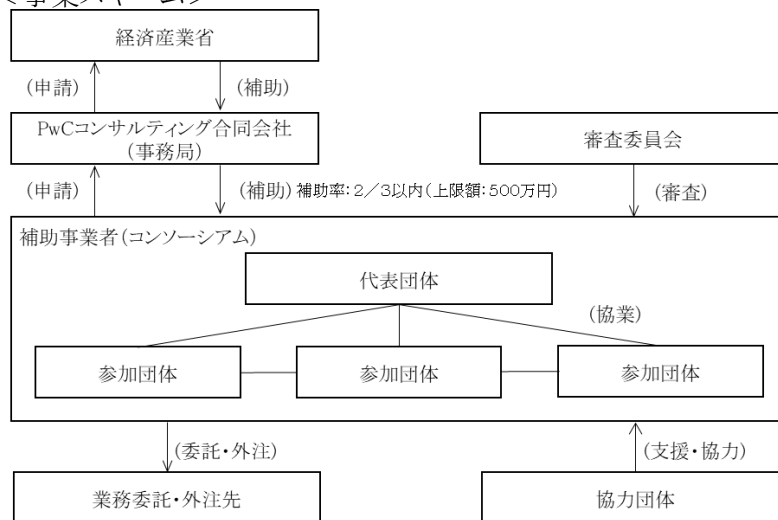 <事業スキーム>
経済産業省
(申請)
(補助)
PwCコンサルティング合同会社
(事務局)
審査委員会
(申請)
(補助) 補助率:2/3以内(上限額:500万円)
(審査)
補助事業者(コンソーシアム)
代表団体
(協業)
参加団体
参加団体
参加団体
(委託・外注)
(支援・協力)
業務委託・外注先
協力団体